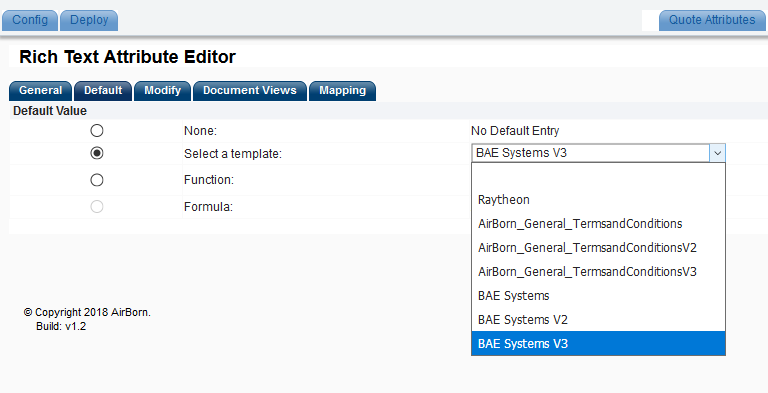 Config Deploy Quote Attributes
Rich Text Attribute Editor
General Default Modify Document Views Mapping
Default Value
None: No Default Entry
Select a template: BAE Systems V3
Function:
Formula:
Raytheon
AirBorn_General_TermsandConditions
AirBorn_General_TermsandConditionsV2
AirBorn_General_TermsandConditionsV3
BAE Systems
BAE Systems V2
BAE Systems V3
© Copyright 2018 AirBorn.
Build: v1.2